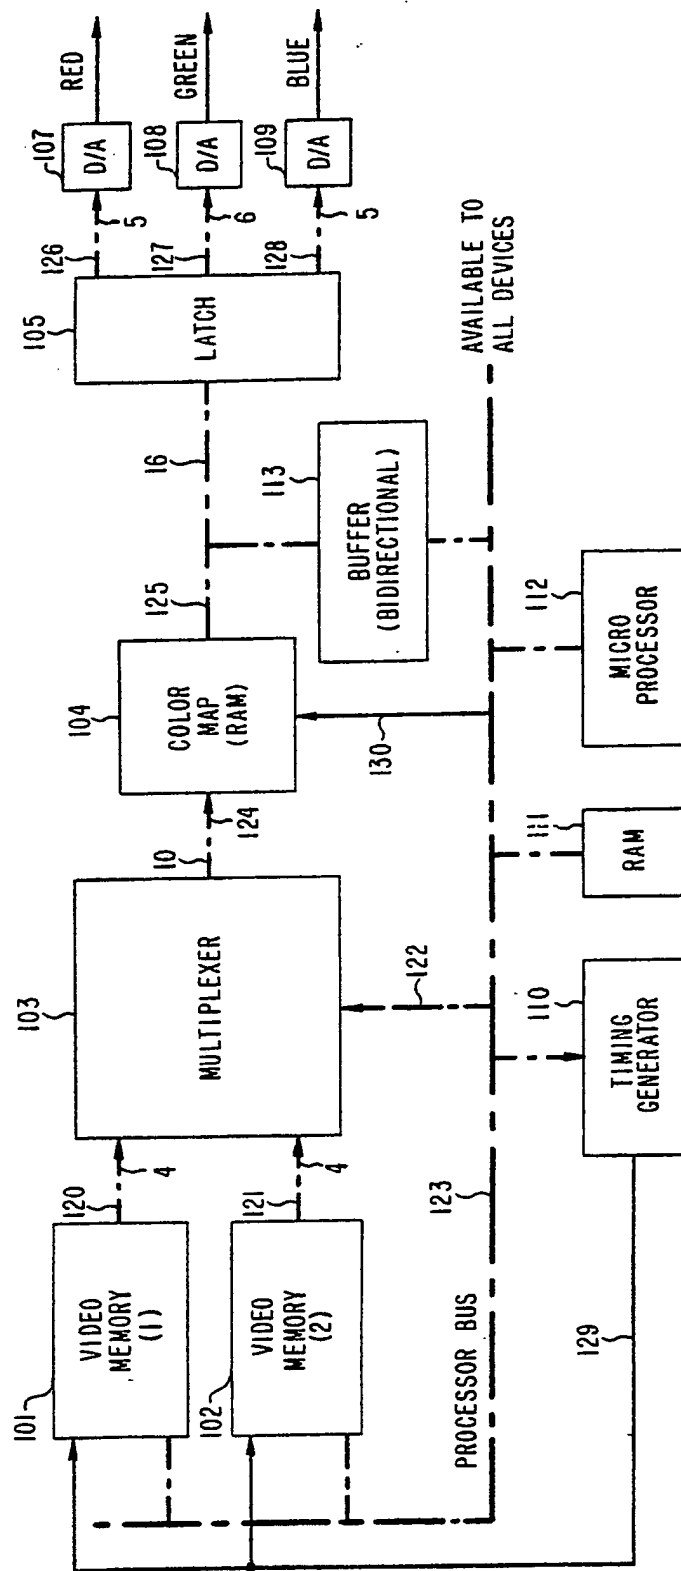 101
VIDEO
MEMORY
(1)
120
4
102
VIDEO
MEMORY
(2)
121
4
103
MULTIPLEXER
10
124
104
COLOR
MAP
(RAM)
125
16
105
LATCH
126
5
107
D/A
RED
127
6
108
D/A
GREEN
128
5
109
D/A
BLUE
113
BUFFER
(BIDIRECTIONAL)
122
130
PROCESSOR BUS
123
AVAILABLE TO
ALL DEVICES
110
TIMING
GENERATOR
111
RAM
112
MICRO
PROCESSOR
129